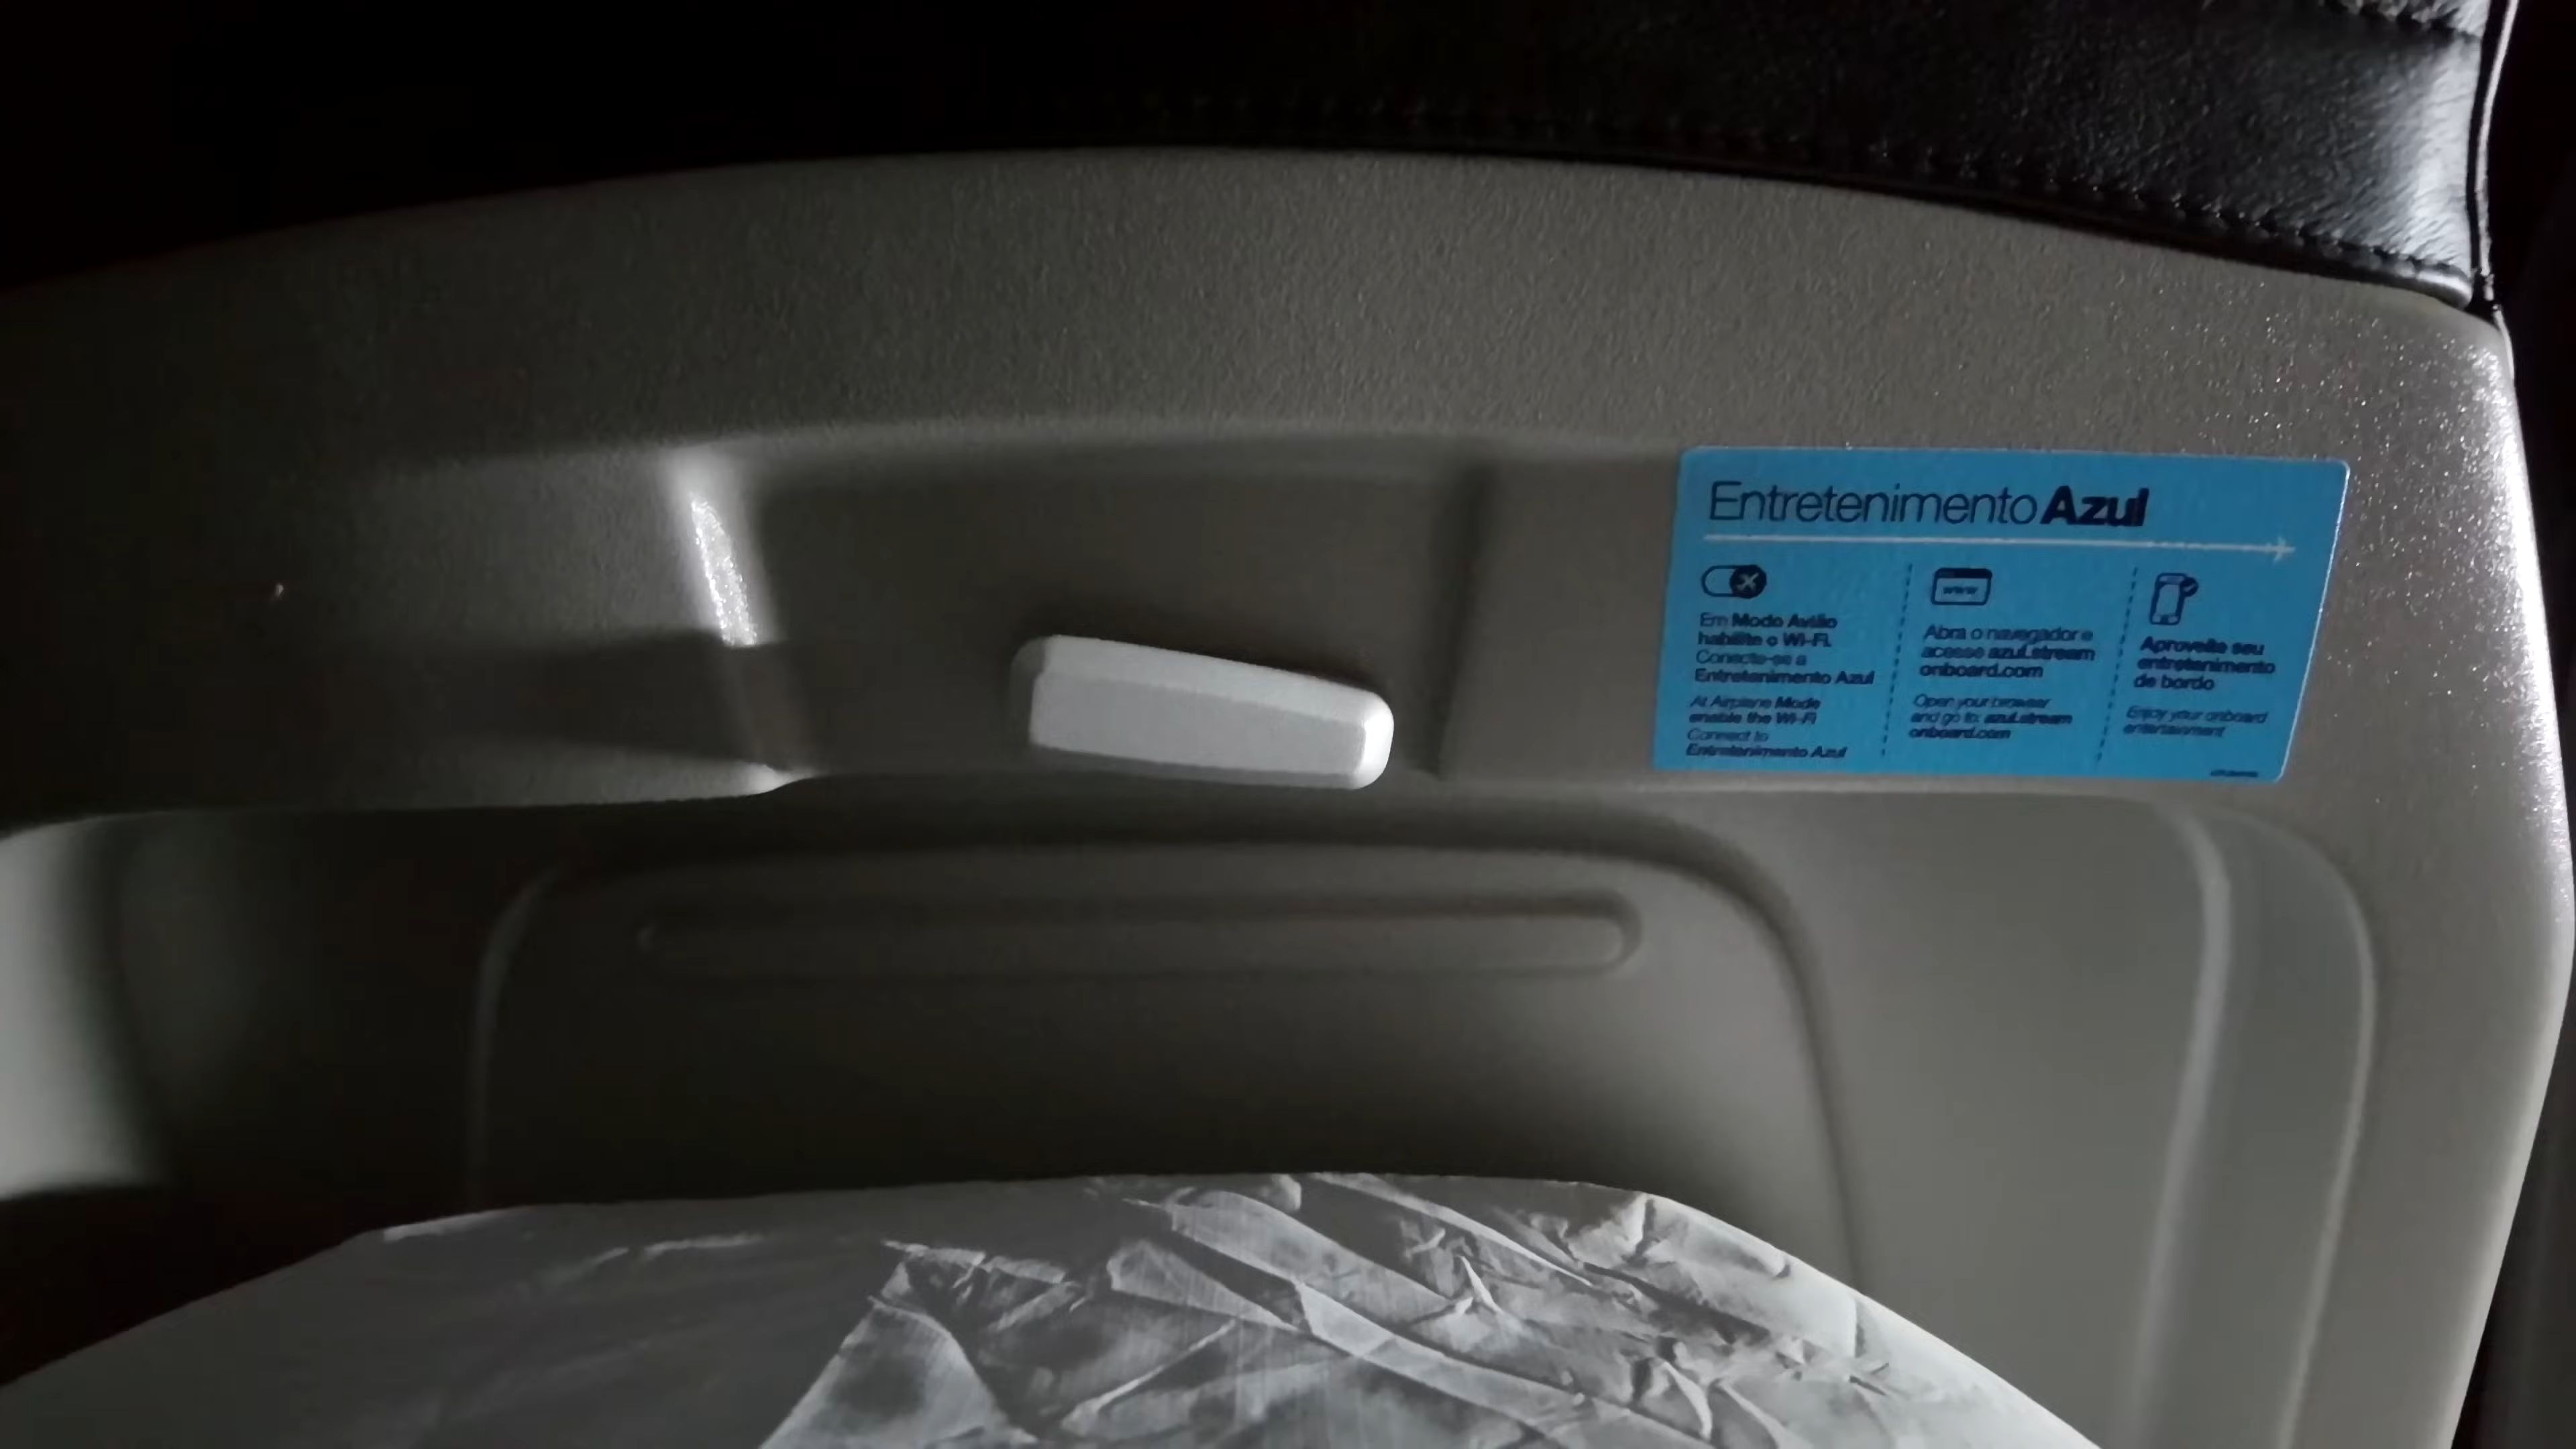 Entretenimento Azul
Em Modo Avião
habilite o Wi-Fi.
Conecte-se a
Entretenimento Azul
At Airplane Mode
enable the Wi-Fi
Connect to
Entretenimento Azul
www
Abra o navegador e
acesse azul.stream
onboard.com
Open your browser
and go to: azul.stream
onboard.com
Aproveite seu
entretenimento
de bordo
Enjoy your onboard
entertainment